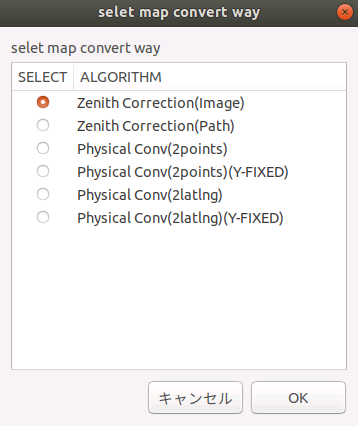 selet map convert way
selet map convert way
SELECT ALGORITHM
Zenith Correction(Image)
Zenith Correction(Path)
Physical Conv(2points)
Physical Conv(2points)(Y-FIXED)
Physical Conv(2latlng)
Physical Conv(2latlng)(Y-FIXED)
キャンセル OK